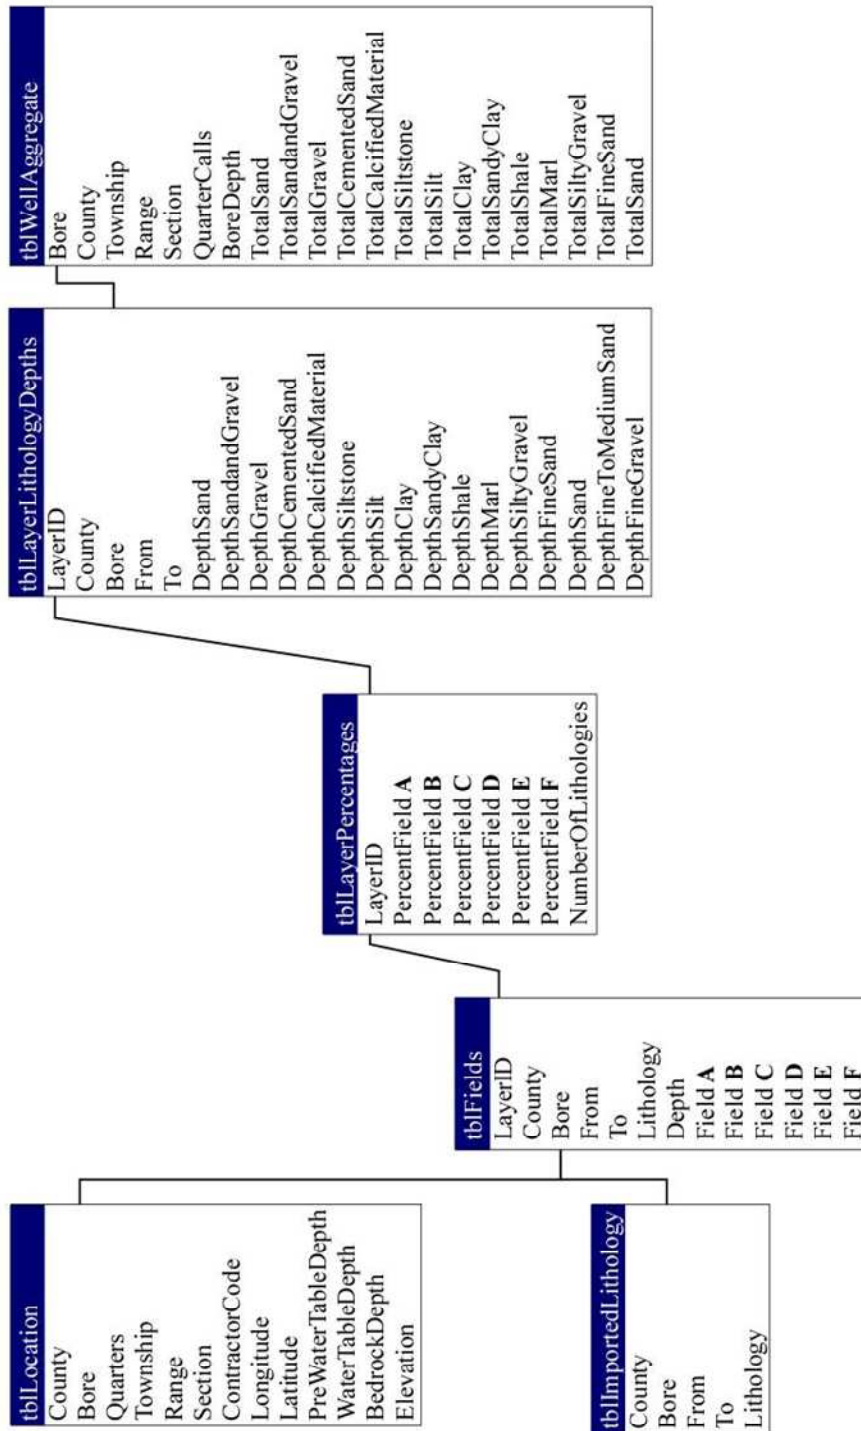 tblLocation
County
Bore
Quarters
Township
Range
Section
ContractorCode
Longitude
Latitude
PreWaterTableDepth
WaterTableDepth
BedrockDepth
Elevation
tblImportedLithology
County
Bore
From
To
Lithology
tblFields
LayerID
County
Bore
From
To
Lithology
Depth
Field A
Field B
Field C
Field D
Field E
Field F
tblLayerPercentages
LayerID
PercentField A
PercentField B
PercentField C
PercentField D
PercentField E
PercentField F
NumberOfLithologies
tblLayerLithologyDepths
LayerID
County
Bore
From
To
DepthSand
DepthSandandGravel
DepthGravel
DepthCementedSand
DepthCalcifiedMaterial
DepthSiltstone
DepthSilt
DepthClay
DepthSandyClay
DepthShale
DepthMarl
DepthSiltyGravel
DepthFineSand
DepthSand
DepthFineToMediumSand
DepthFineGravel
tblWellAggregate
Bore
County
Township
Range
Section
QuarterCalls
BoreDepth
TotalSand
TotalSandandGravel
TotalGravel
TotalCementedSand
TotalCalcifiedMaterial
TotalSiltstone
TotalSilt
TotalClay
TotalSandyClay
TotalShale
TotalMarl
TotalSiltyGravel
TotalFineSand
TotalSand